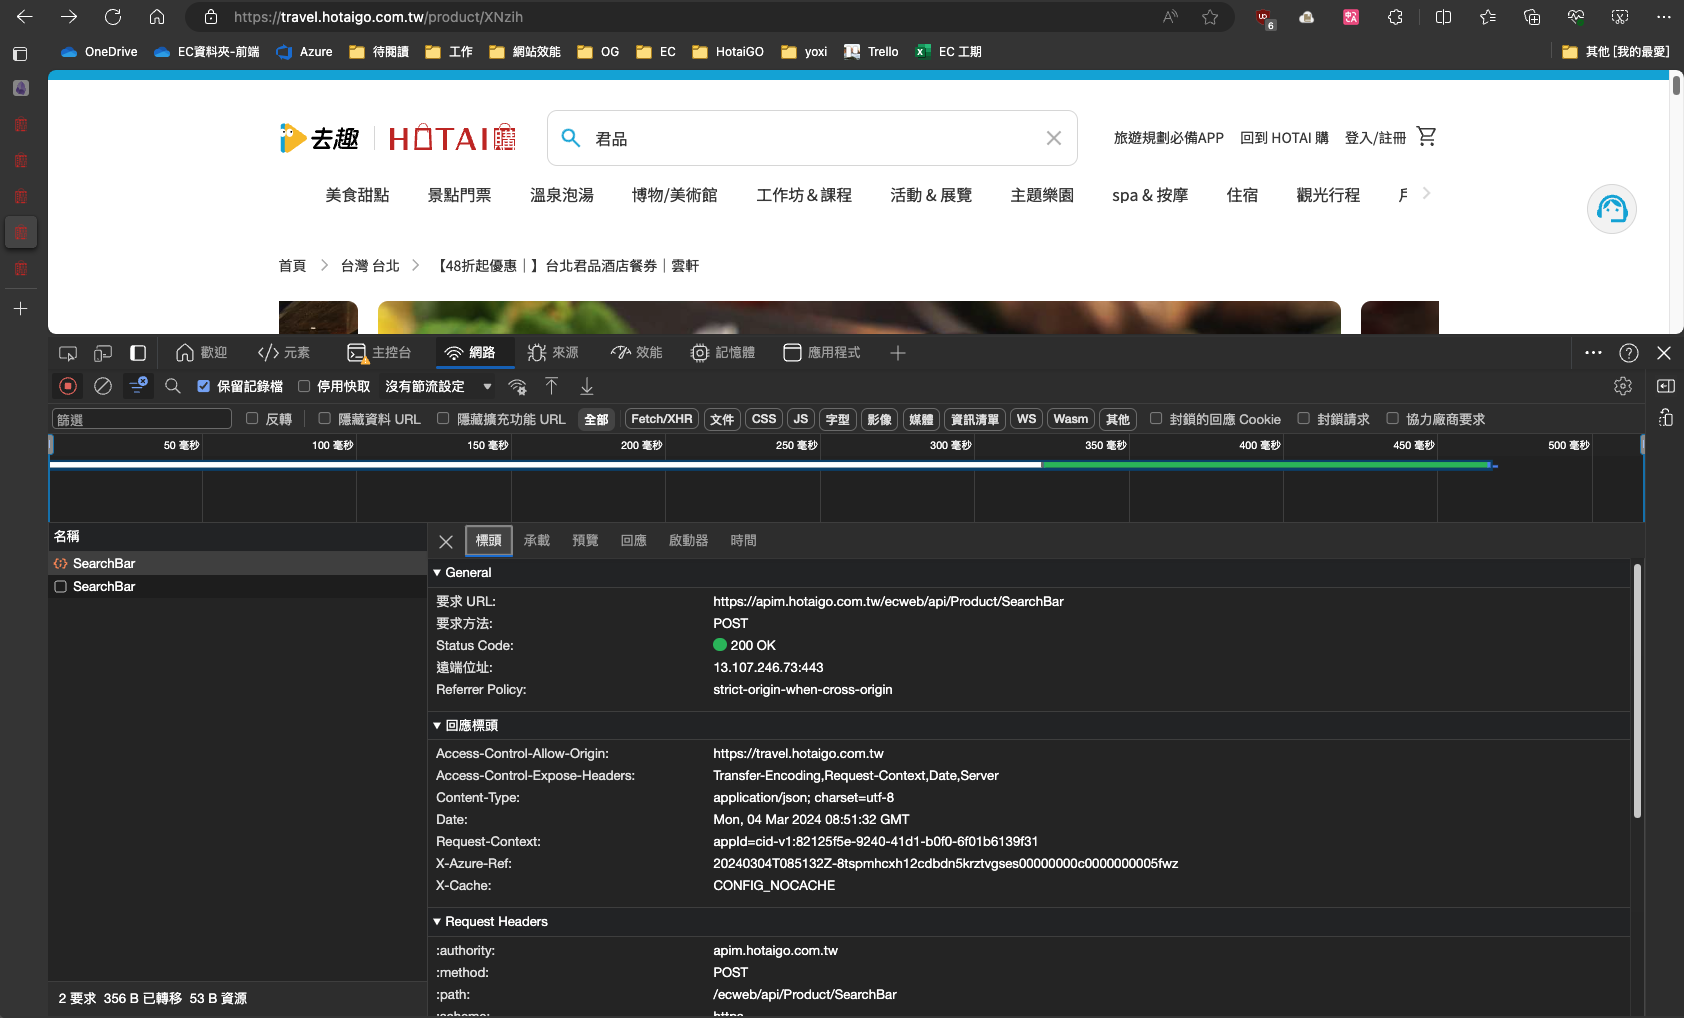 https://travel.hotaigo.com.tw/product/XNzih
6
OneDrive EC資料夾-前端 Azure 待閱讀 工作 網站效能 OG EC HotaiGO yoxi Trello EC 工期 其他 [我的最愛]
去趣 HOTAI購 君品 旅遊規劃必備APP 回到 HOTAI 購 登入/註冊
美食甜點 景點門票 溫泉泡湯 博物/美術館 工作坊＆課程 活動 & 展覽 主題樂園 spa & 按摩 住宿 觀光行程
首頁 台灣 台北 【48折起優惠｜】台北君品酒店餐券｜雲軒
歡迎 元素 主控台 網路 來源 效能 記憶體 應用程式
保留記錄檔 停用快取 沒有節流設定
篩選 反轉 隱藏資料 URL 隱藏擴充功能 URL 全部 Fetch/XHR 文件 CSS JS 字型 影像 媒體 資訊清單 WS Wasm 其他 封鎖的回應 Cookie 封鎖請求 協力廠商要求
50 毫秒 100 毫秒 150 毫秒 200 毫秒 250 毫秒 300 毫秒 350 毫秒 400 毫秒 450 毫秒 500 毫秒
名稱
SearchBar
SearchBar
標頭 承載 預覽 回應 啟動器 時間
General
要求 URL: https://apim.hotaigo.com.tw/ecweb/api/Product/SearchBar
要求方法: POST
Status Code: 200 OK
遠端位址: 13.107.246.73:443
Referrer Policy: strict-origin-when-cross-origin
回應標頭
Access-Control-Allow-Origin: https://travel.hotaigo.com.tw
Access-Control-Expose-Headers: Transfer-Encoding,Request-Context,Date,Server
Content-Type: application/json; charset=utf-8
Date: Mon, 04 Mar 2024 08:51:32 GMT
Request-Context: appId=cid-v1:82125f5e-9240-41d1-b0f0-6f01b6139f31
X-Azure-Ref: 20240304T085132Z-8tspmhcxh12cdbdn5krztvgses00000000c0000000005fwz
X-Cache: CONFIG_NOCACHE
Request Headers
:authority: apim.hotaigo.com.tw
:method: POST
:path: /ecweb/api/Product/SearchBar
:scheme: https
2 要求 356 B 已轉移 53 B 資源